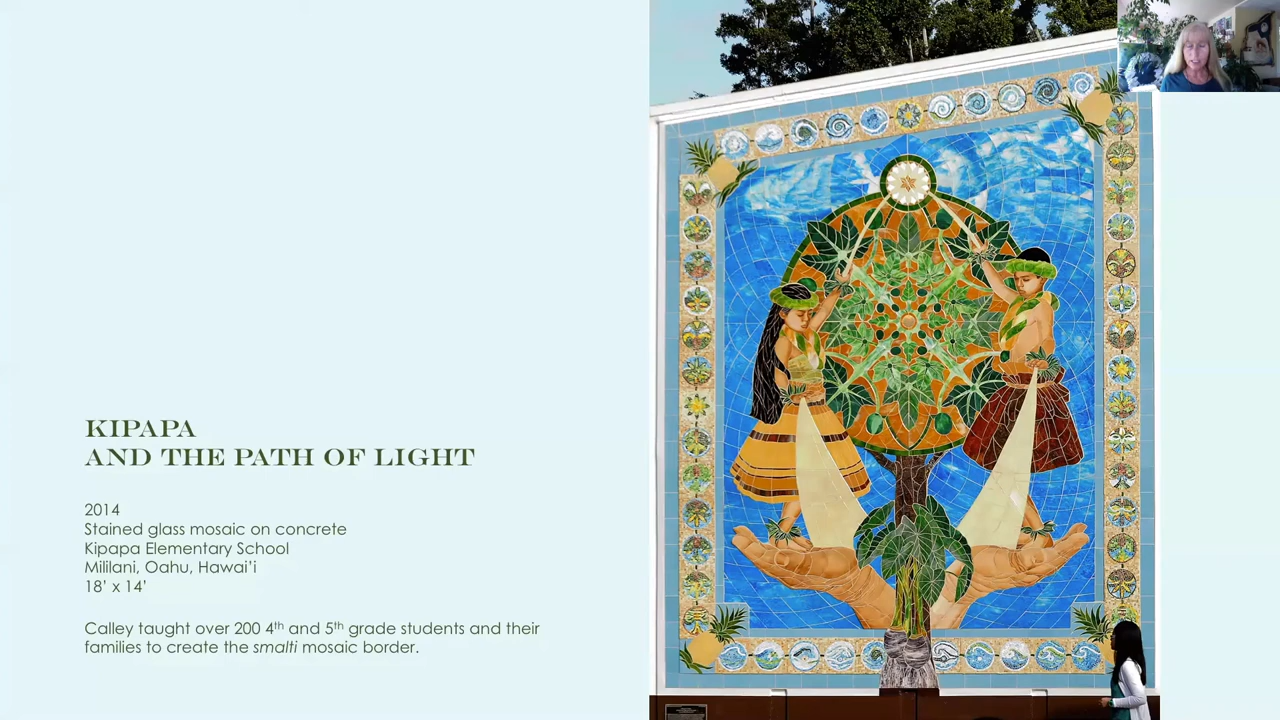 KIPAPA
AND THE PATH OF LIGHT
2014
Stained glass mosaic on concrete
Kipapa Elementary School
Mililani, Oahu, Hawai’i
18’ x 14’
Calley taught over 200 4th and 5th grade students and their
families to create the smalti mosaic border.